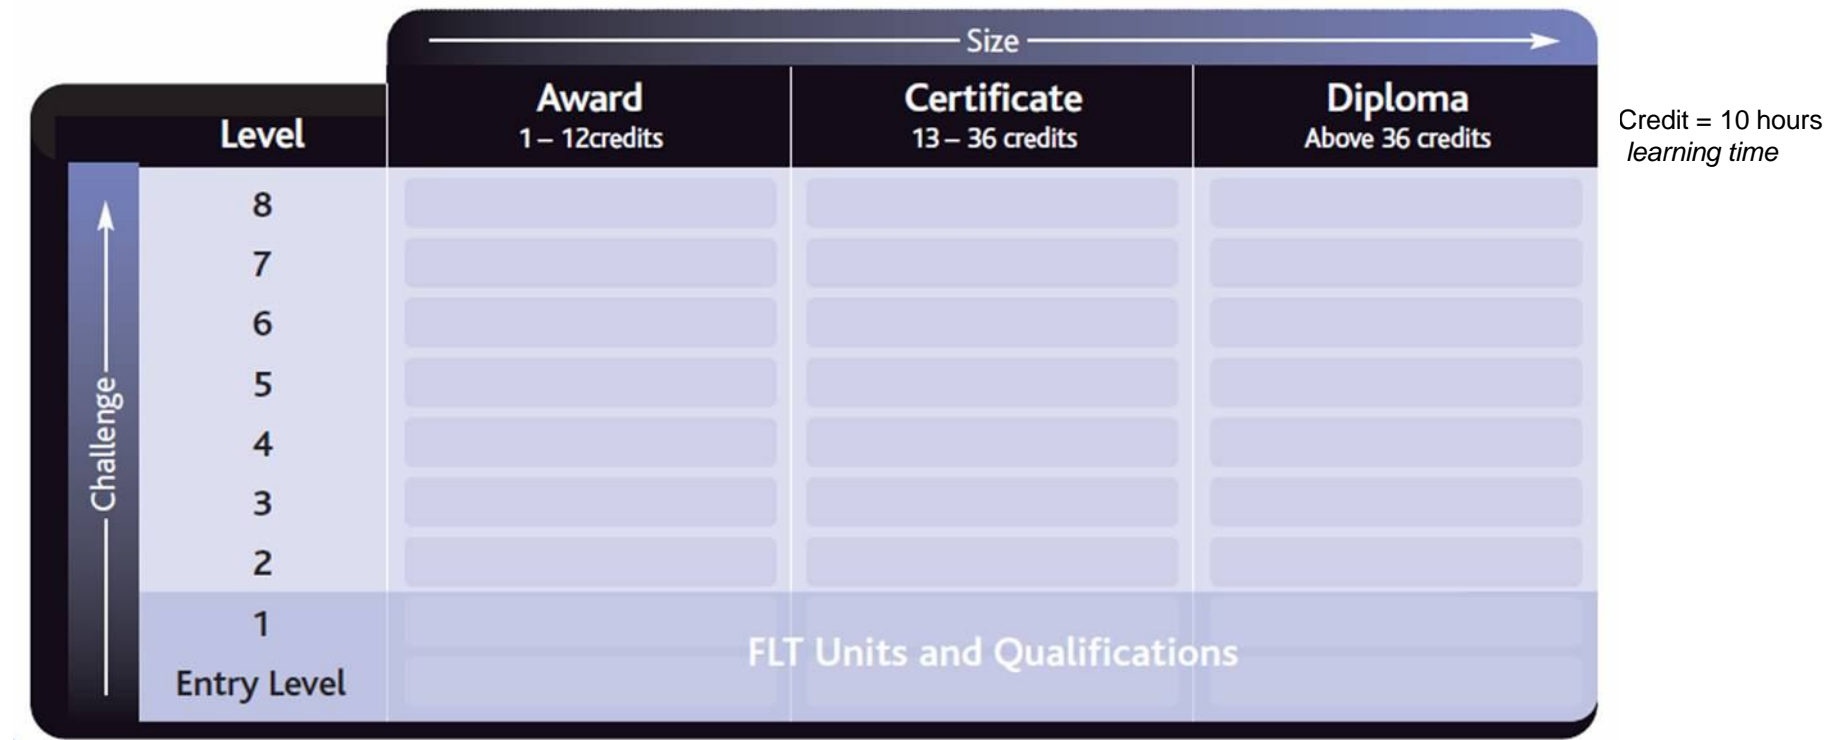 Size
Level
Award
1 – 12credits
Certificate
13 – 36 credits
Diploma
Above 36 credits
Credit = 10 hours
learning time
Challenge
8
7
6
5
4
3
2
1
Entry Level
FLT Units and Qualifications